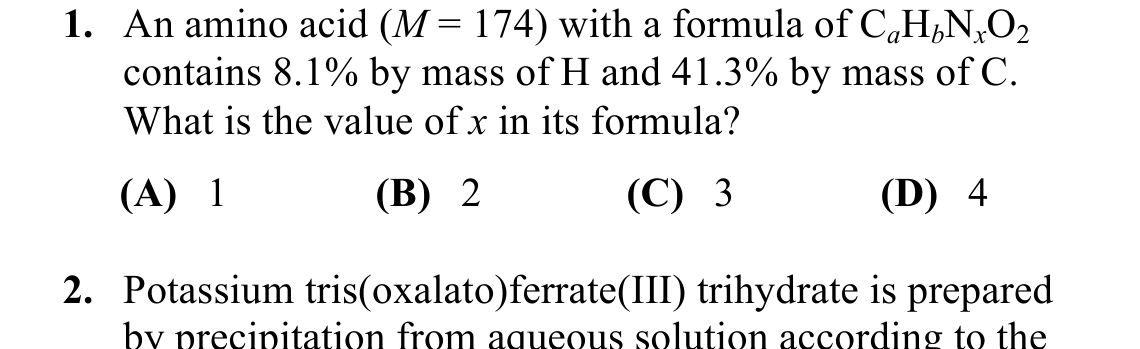 1. An amino acid (M = 174) with a formula of CₐH_bNₓO₂
contains 8.1% by mass of H and 41.3% by mass of C.
What is the value of x in its formula?
(A) 1 (B) 2 (C) 3 (D) 4
2. Potassium tris(oxalato)ferrate(III) trihydrate is prepared
by precipitation from aqueous solution according to the